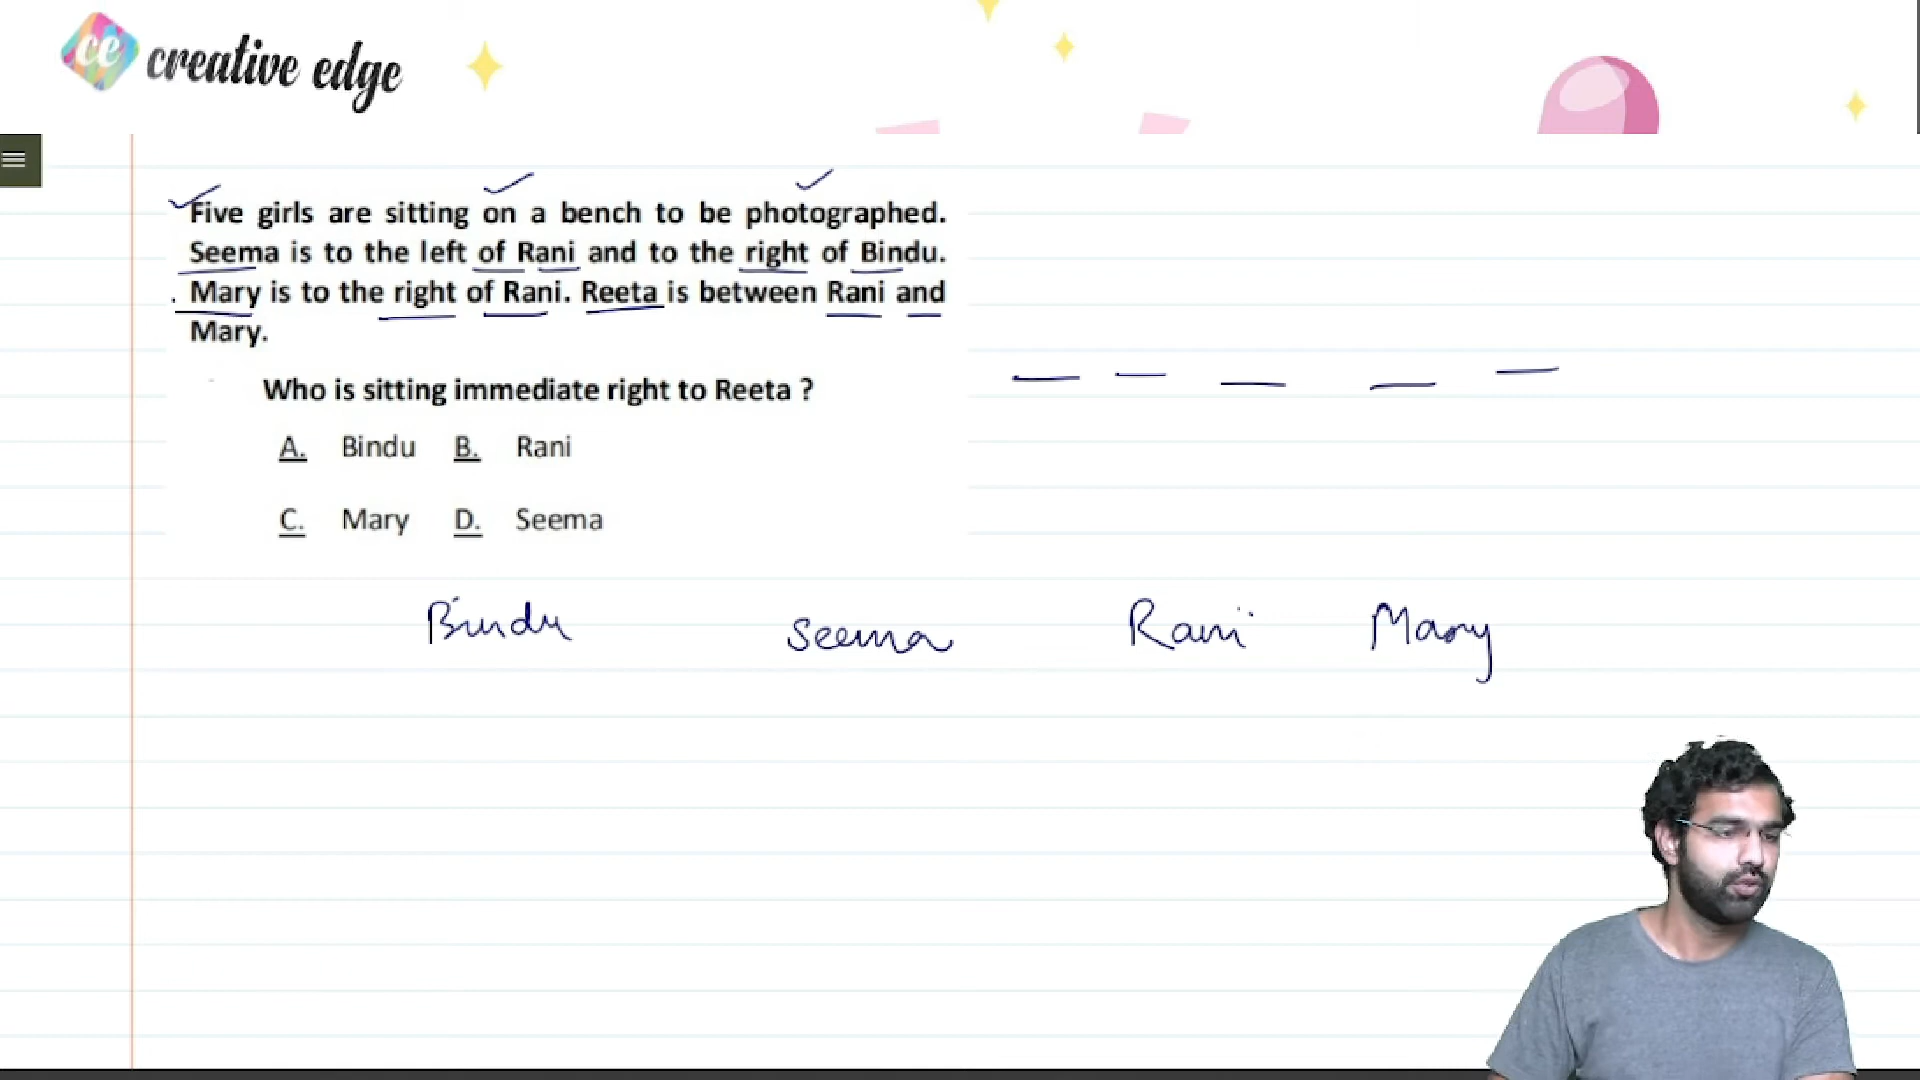 ce creative edge
Five girls are sitting on a bench to be photographed.
Seema is to the left of Rani and to the right of Bindu.
Mary is to the right of Rani. Reeta is between Rani and
Mary.
Who is sitting immediate right to Reeta ?
A. Bindu B. Rani
C. Mary D. Seema
Bindu seema Rani Mary